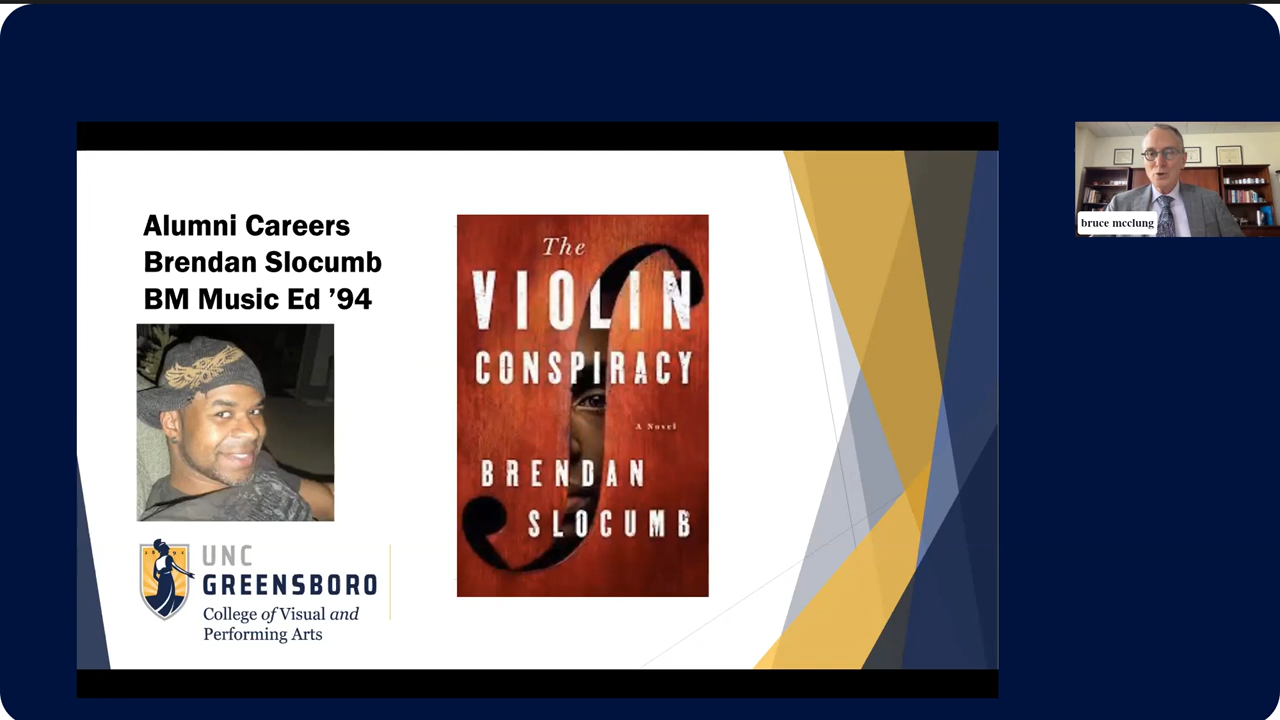 Alumni Careers
Brendan Slocumb
BM Music Ed ’94
The
VIOLIN
CONSPIRACY
A Novel
BRENDAN
SLOCUMB
UNC
GREENSBORO
College of Visual and
Performing Arts
bruce mcclung